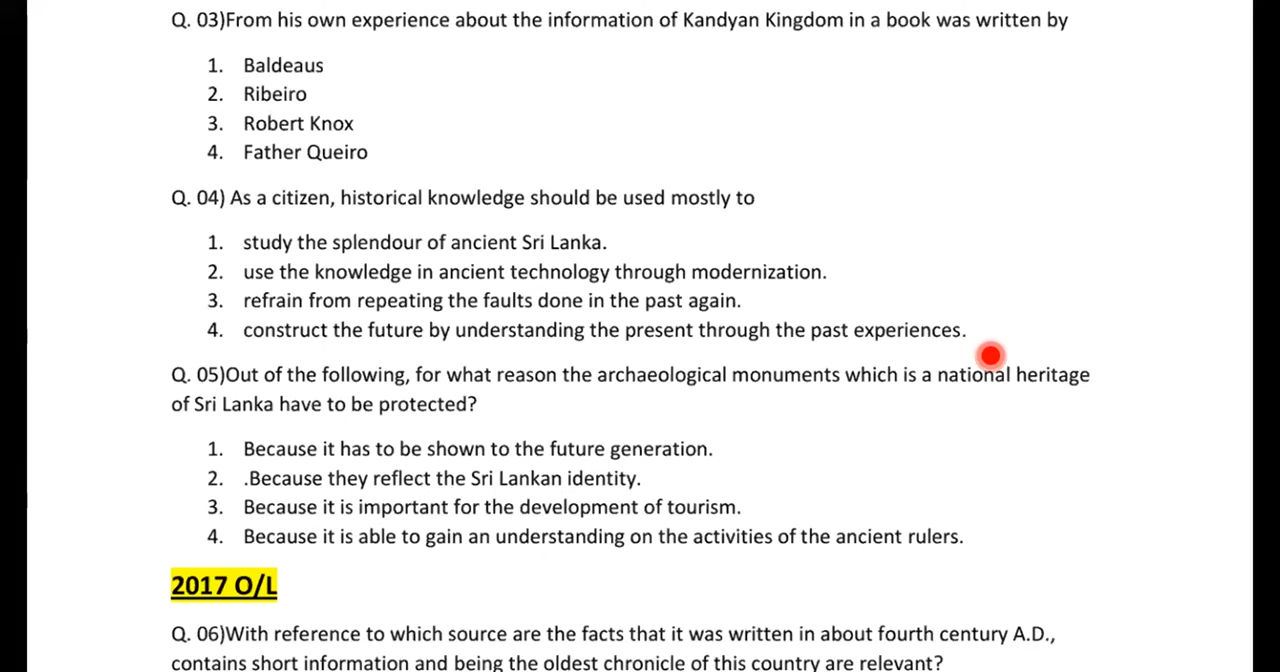 Q. 03)From his own experience about the information of Kandyan Kingdom in a book was written by
1. Baldeaus
2. Ribeiro
3. Robert Knox
4. Father Queiro
Q. 04) As a citizen, historical knowledge should be used mostly to
1. study the splendour of ancient Sri Lanka.
2. use the knowledge in ancient technology through modernization.
3. refrain from repeating the faults done in the past again.
4. construct the future by understanding the present through the past experiences.
Q. 05)Out of the following, for what reason the archaeological monuments which is a national heritage
of Sri Lanka have to be protected?
1. Because it has to be shown to the future generation.
2. .Because they reflect the Sri Lankan identity.
3. Because it is important for the development of tourism.
4. Because it is able to gain an understanding on the activities of the ancient rulers.
2017 O/L
Q. 06)With reference to which source are the facts that it was written in about fourth century A.D.,
contains short information and being the oldest chronicle of this country are relevant?